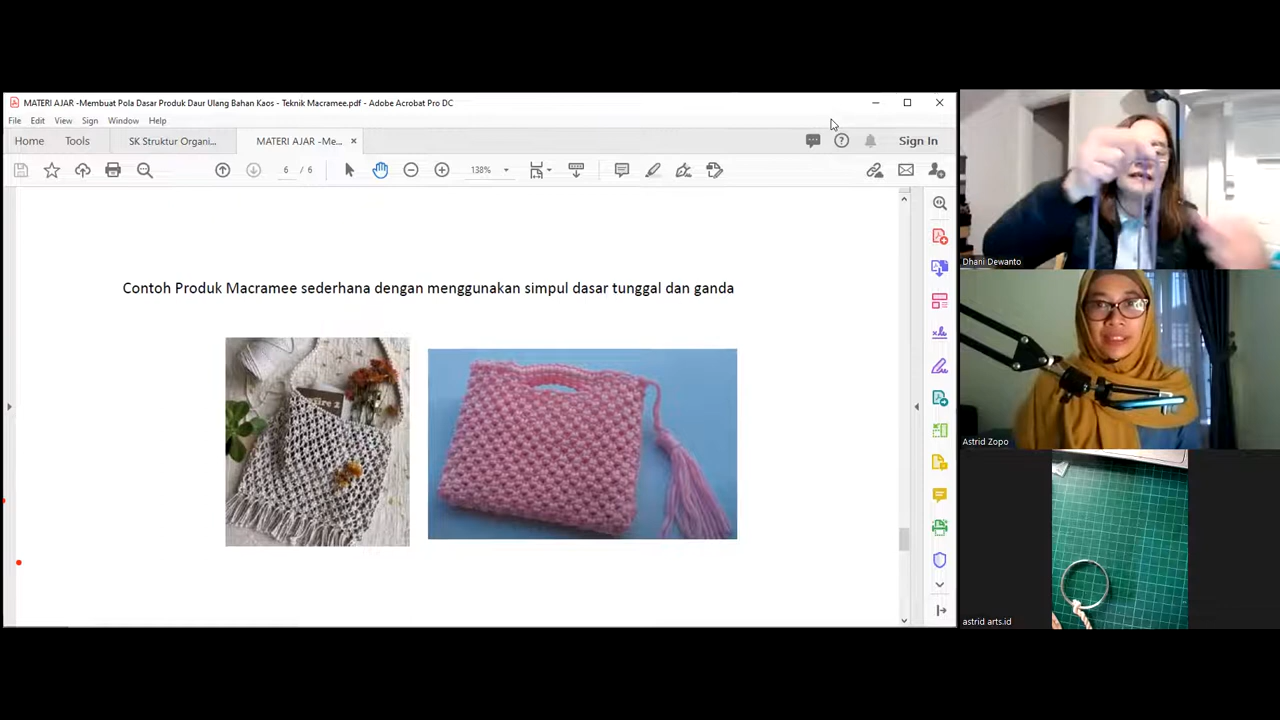 MATERI AJAR -Membuat Pola Dasar Produk Daur Ulang Bahan Kaos - Teknik Macramee.pdf - Adobe Acrobat Pro DC
File Edit View Sign Window Help
Home Tools SK Struktur Organi... MATERI AJAR -Me... Sign In
6 / 6 138%
Contoh Produk Macramee sederhana dengan menggunakan simpul dasar tunggal dan ganda
Dhani Dewanto
Astrid Zopo
astrid arts.id